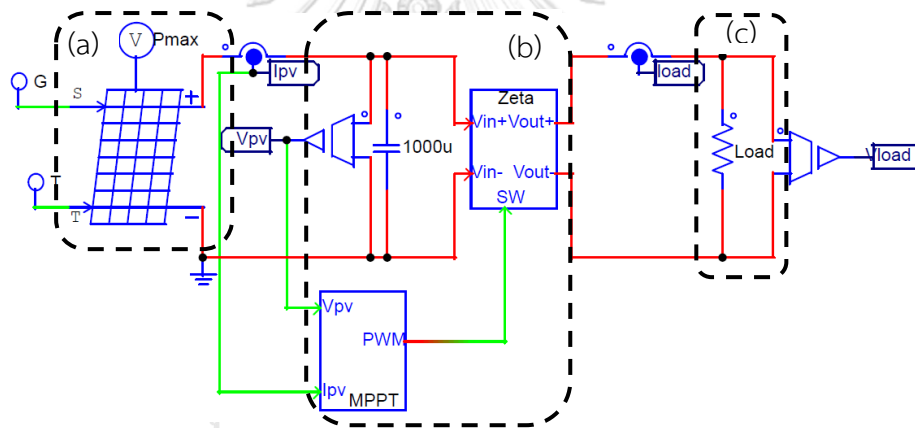 (a)
V
Pmax
G
S
+
T
T
−
Ipv
Vpv
1000u
(b)
Zeta
Vin+ Vout+
Vin- Vout-
SW
Vpv
PWM
Ipv
MPPT
Iload
(c)
Load
Vload